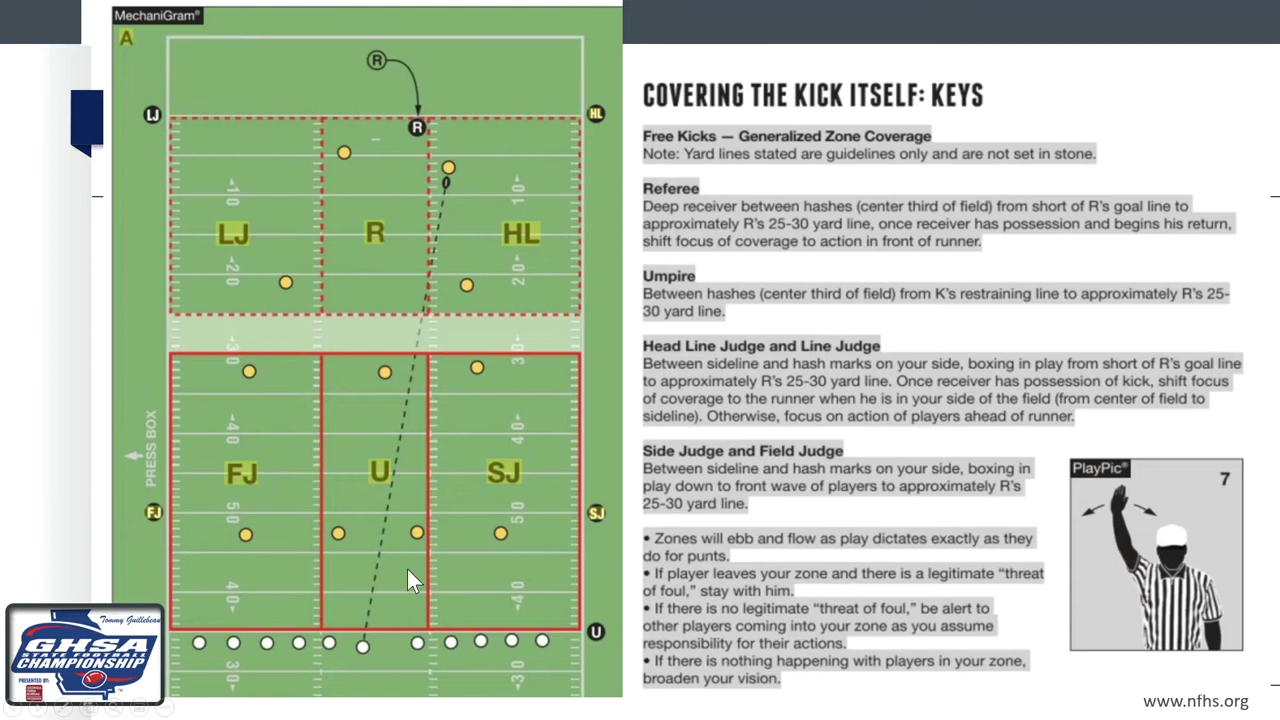 MechaniGram®
A
R
LJ
HL
R
0
10
10
LJ
R
HL
20
20
30
30
40
40
PRESS BOX
FJ
U
SJ
FJ
50
50
SJ
40
40
U
30
30
COVERING THE KICK ITSELF: KEYS
Free Kicks — Generalized Zone Coverage
Note: Yard lines stated are guidelines only and are not set in stone.
Referee
Deep receiver between hashes (center third of field) from short of R's goal line to
approximately R's 25-30 yard line, once receiver has possession and begins his return,
shift focus of coverage to action in front of runner.
Umpire
Between hashes (center third of field) from K's restraining line to approximately R's 25-
30 yard line.
Head Line Judge and Line Judge
Between sideline and hash marks on your side, boxing in play from short of R's goal line
to approximately R's 25-30 yard line. Once receiver has possession of kick, shift focus
of coverage to the runner when he is in your side of the field (from center of field to
sideline). Otherwise, focus on action of players ahead of runner.
Side Judge and Field Judge
Between sideline and hash marks on your side, boxing in
play down to front wave of players to approximately R's
25-30 yard line.
• Zones will ebb and flow as play dictates exactly as they
do for punts.
• If player leaves your zone and there is a legitimate “threat
of foul,” stay with him.
• If there is no legitimate “threat of foul,” be alert to
other players coming into your zone as you assume
responsibility for their actions.
• If there is nothing happening with players in your zone,
broaden your vision.
PlayPic®
7
Tommy Guillebeau
GHSA
STATE FOOTBALL
CHAMPIONSHIP
PRESENTED BY:
www.nfhs.org